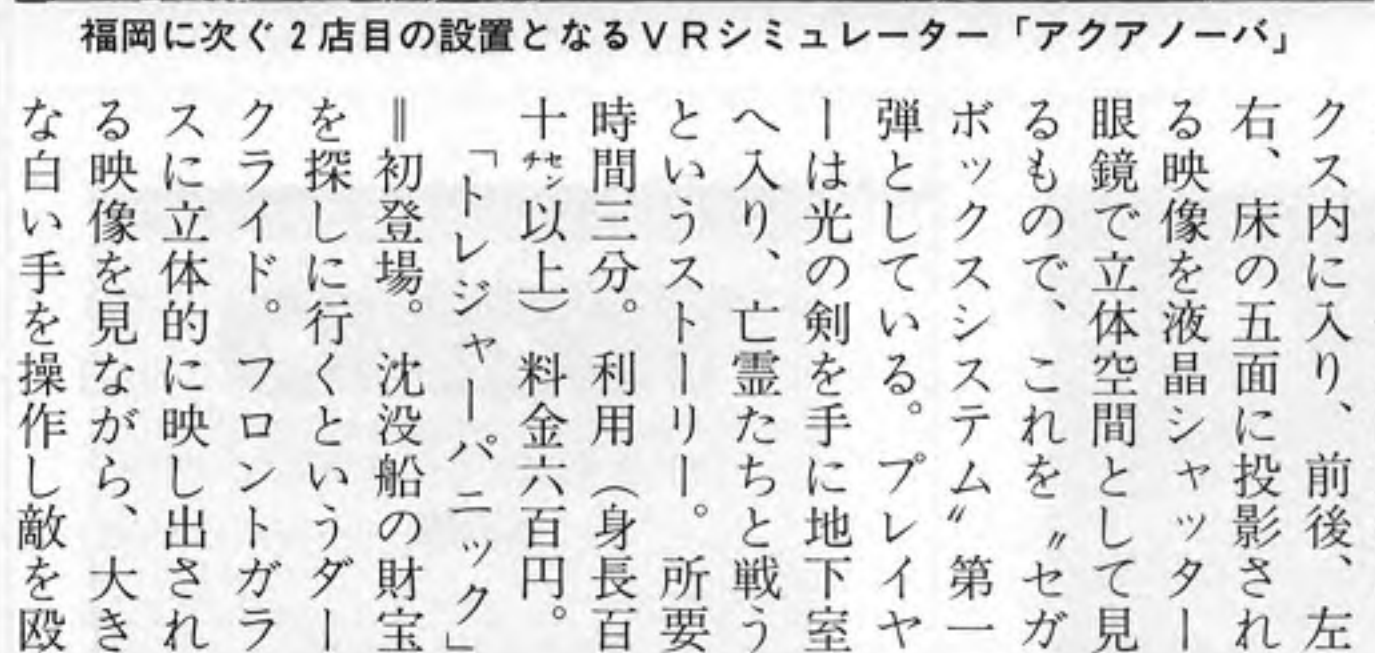 福岡に次ぐ2店目の設置となるVRシミュレーター「アクアノーバ」
クス内に入り、前後、左
右、床の五面に投影され
る映像を液晶シャッター
眼鏡で立体空間として見
るもので、これを〝セガ
ボックスシステム〟第一
弾としている。プレイヤ
ーは光の剣を手に地下室
へ入り、亡霊たちと戦う
というストーリー。所要
時間三分。利用（身長百
十センチ以上）料金六百円。
「トレジャーパニック」
＝初登場。沈没船の財宝
を探しに行くというダー
クライド。フロントガラ
スに立体的に映し出され
る映像を見ながら、大き
な白い手を操作し敵を殴